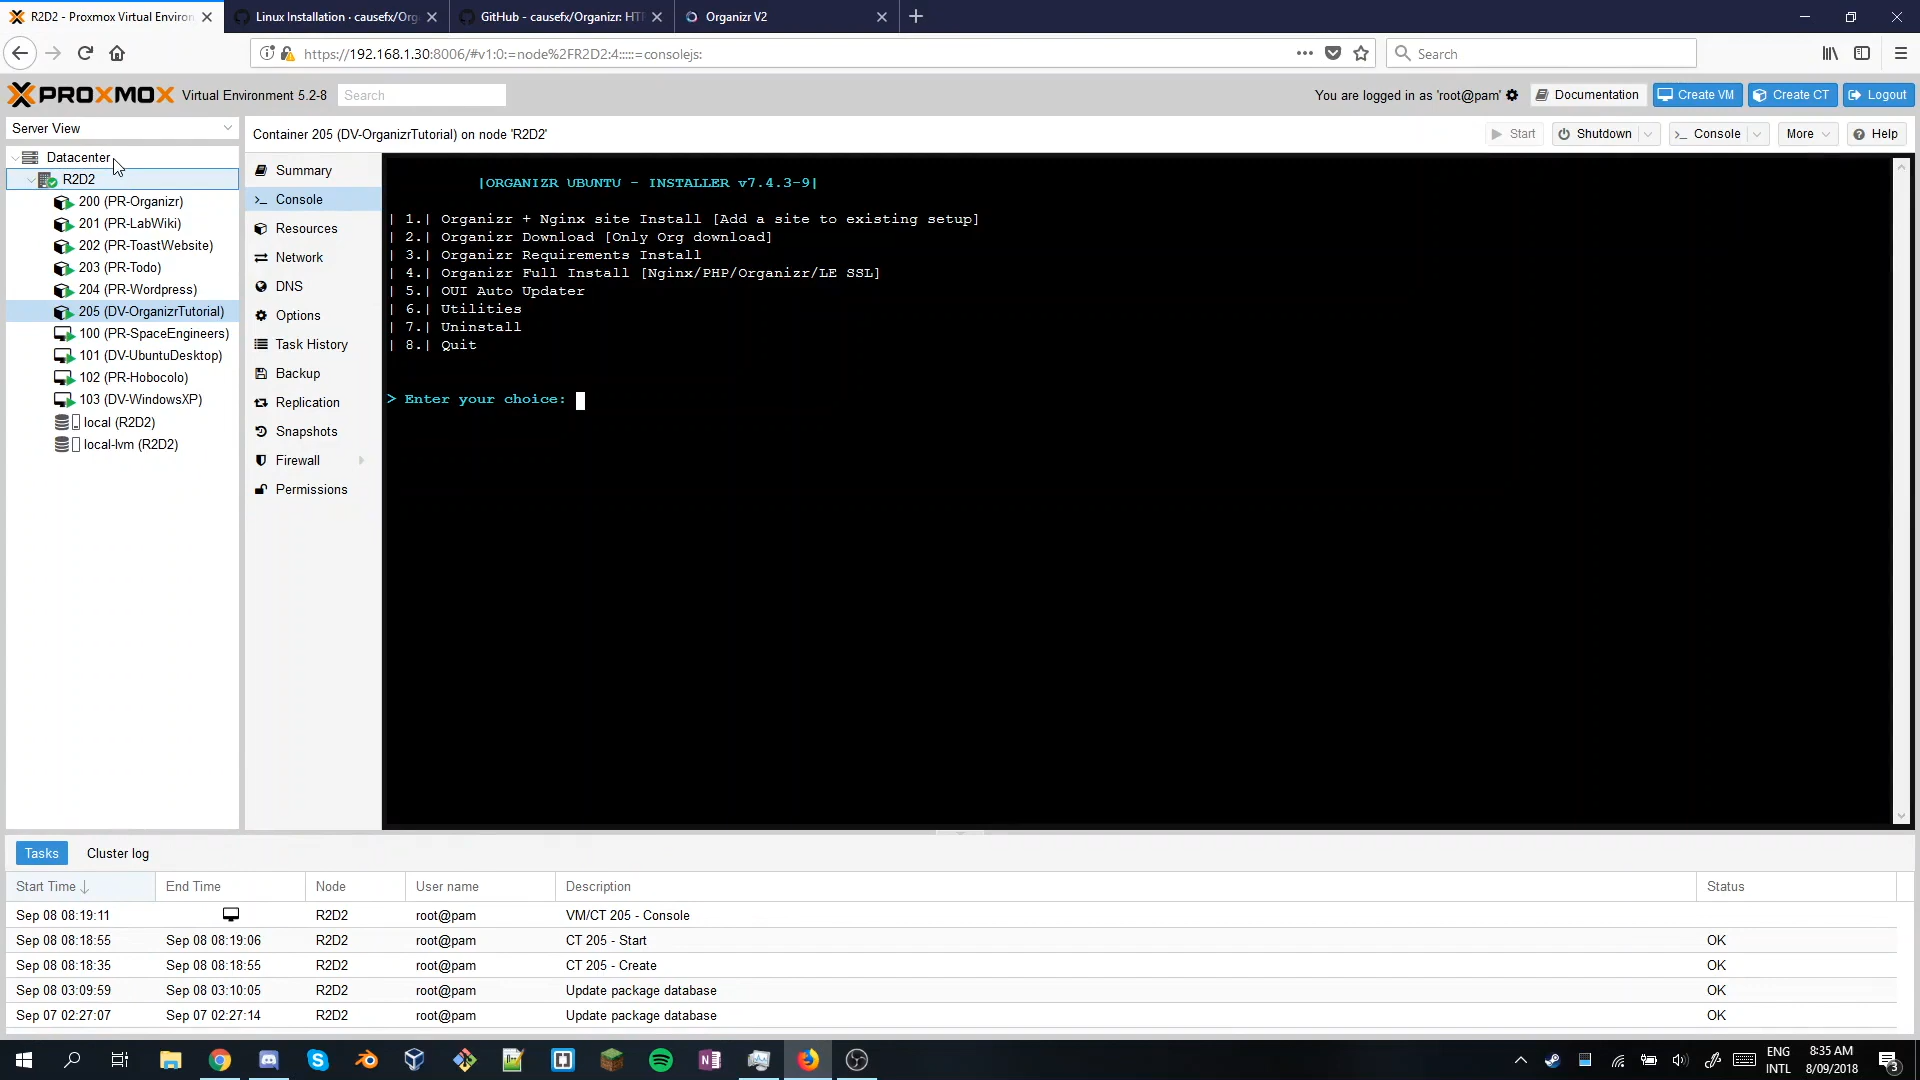 R2D2 - Proxmox Virtual Environ
Linux Installation · causefx/Org
GitHub - causefx/Organizr: HTI
Organizr V2
https://192.168.1.30:8006/#v1:0:=node%2FR2D2:4:::::=consolejs:
Search
PROXMOX Virtual Environment 5.2-8
Search
You are logged in as 'root@pam'
Documentation
Create VM
Create CT
Logout
Server View
Container 205 (DV-OrganizrTutorial) on node 'R2D2'
Start
Shutdown
Console
More
Help
Datacenter
R2D2
200 (PR-Organizr)
201 (PR-LabWiki)
202 (PR-ToastWebsite)
203 (PR-Todo)
204 (PR-Wordpress)
205 (DV-OrganizrTutorial)
100 (PR-SpaceEngineers)
101 (DV-UbuntuDesktop)
102 (PR-Hobocolo)
103 (DV-WindowsXP)
local (R2D2)
local-lvm (R2D2)
Summary
Console
Resources
Network
DNS
Options
Task History
Backup
Replication
Snapshots
Firewall
Permissions
|ORGANIZR UBUNTU - INSTALLER v7.4.3-9|
| 1.| Organizr + Nginx site Install [Add a site to existing setup]
| 2.| Organizr Download [Only Org download]
| 3.| Organizr Requirements Install
| 4.| Organizr Full Install [Nginx/PHP/Organizr/LE SSL]
| 5.| OUI Auto Updater
| 6.| Utilities
| 7.| Uninstall
| 8.| Quit
> Enter your choice:
Tasks
Cluster log
Start Time End Time Node User name Description Status
Sep 08 08:19:11 R2D2 root@pam VM/CT 205 - Console
Sep 08 08:18:55 Sep 08 08:19:06 R2D2 root@pam CT 205 - Start OK
Sep 08 08:18:35 Sep 08 08:18:55 R2D2 root@pam CT 205 - Create OK
Sep 08 03:09:59 Sep 08 03:10:05 R2D2 root@pam Update package database OK
Sep 07 02:27:07 Sep 07 02:27:14 R2D2 root@pam Update package database OK
ENG
INTL
8:35 AM
8/09/2018
3